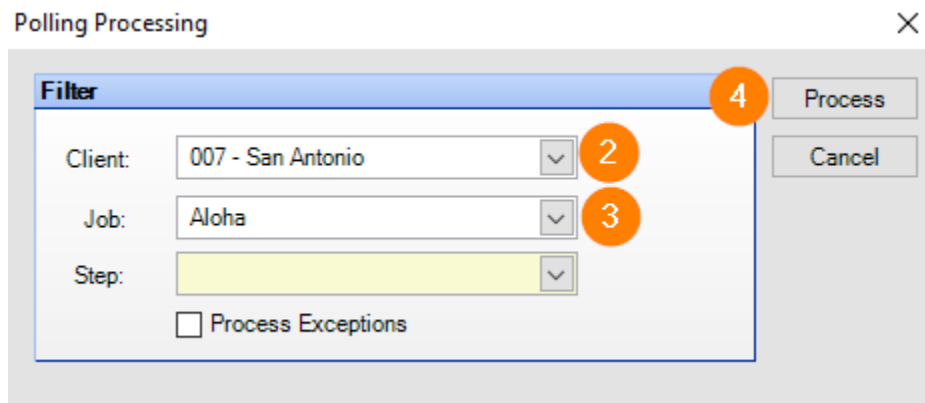 Polling Processing
Filter
4 Process
Client: 007 - San Antonio 2
Cancel
Job: Aloha 3
Step:
Process Exceptions